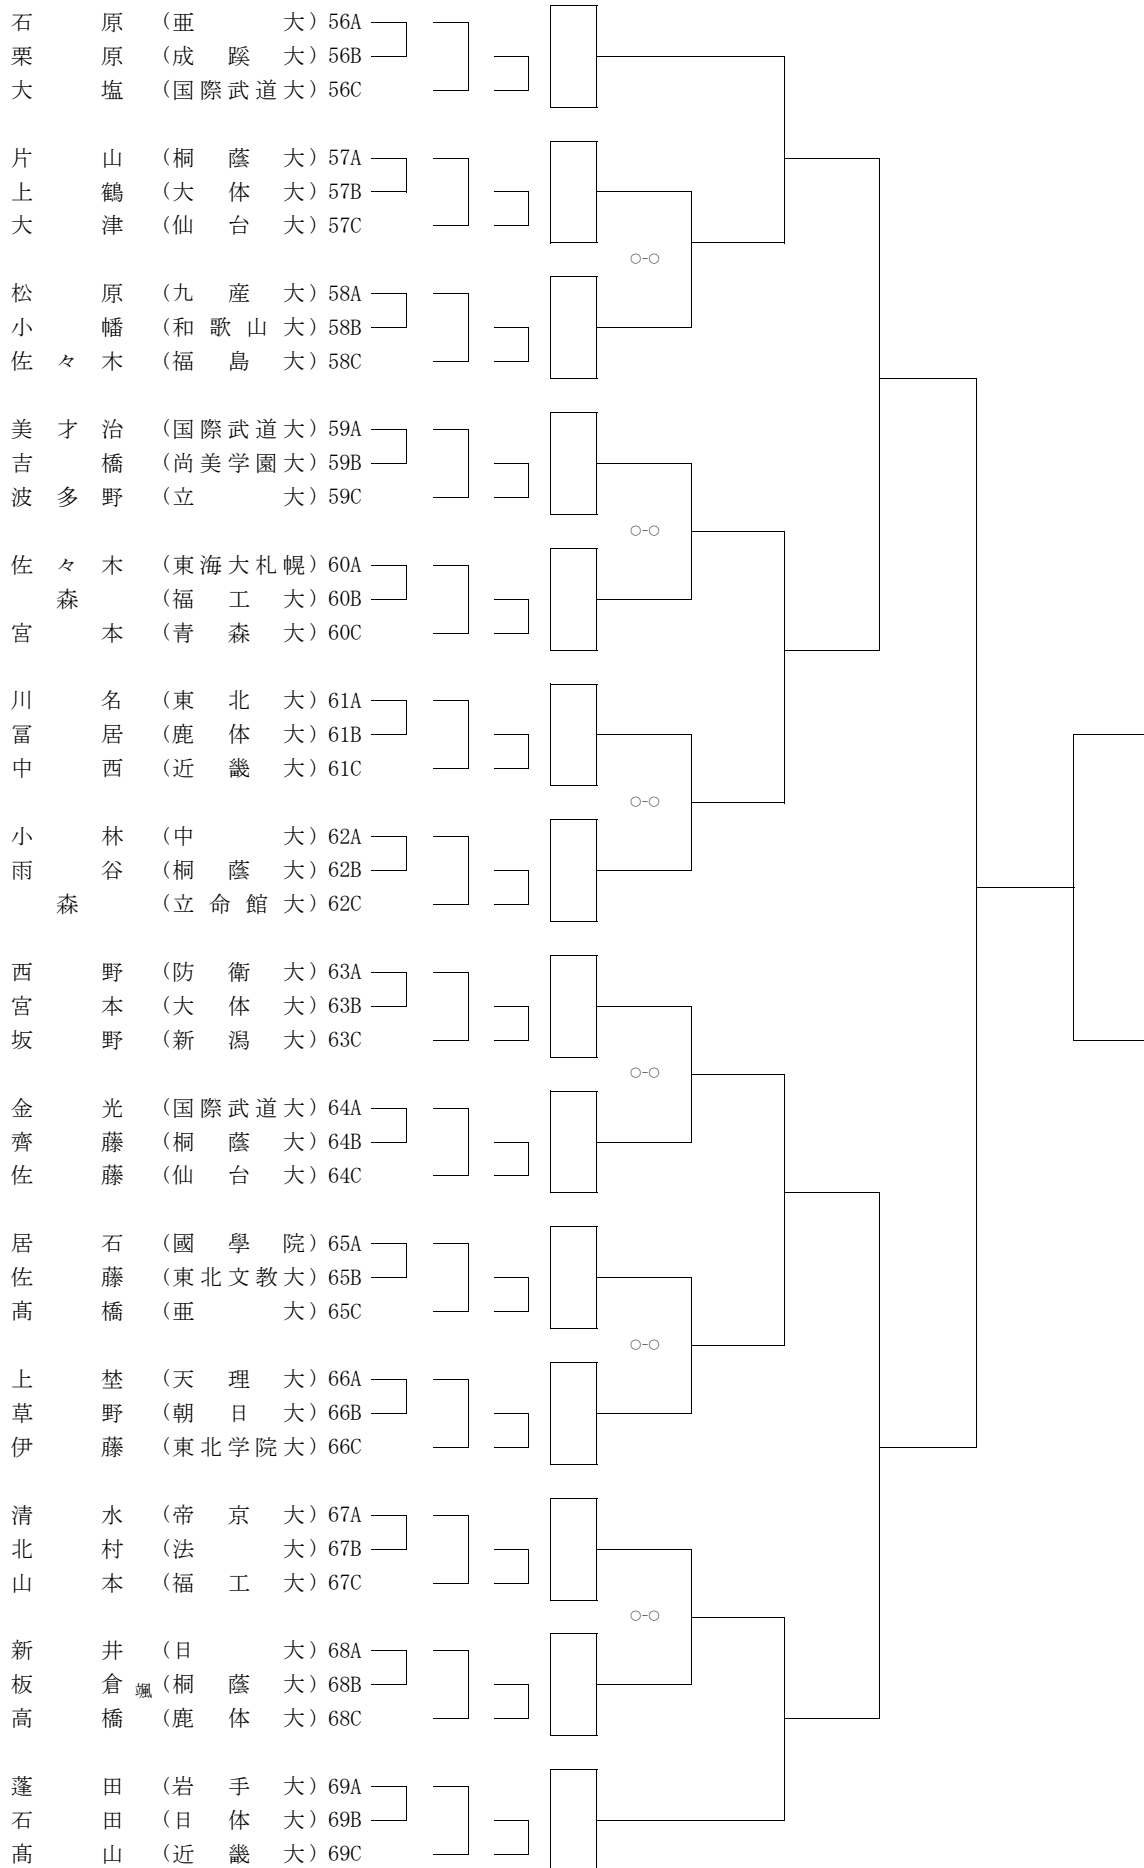 石原（亜大）56A
栗原（成蹊大）56B
大塩（国際武道大）56C
片山（桐蔭大）57A
上鶴（大体大）57B
大津（仙台大）57C
○-○
松原（九産大）58A
小幡（和歌山大）58B
佐々木（福島大）58C
美才治（国際武道大）59A
吉橋（尚美学園大）59B
波多野（立大）59C
○-○
佐々木（東海大札幌）60A
森（福工大）60B
宮本（青森大）60C
川名（東北大）61A
冨居（鹿体大）61B
中西（近畿大）61C
○-○
小林（中大）62A
雨谷（桐蔭大）62B
森（立命館大）62C
西野（防衛大）63A
宮本（大体大）63B
坂野（新潟大）63C
○-○
金光（国際武道大）64A
齊藤（桐蔭大）64B
佐藤（仙台大）64C
居石（國學院）65A
佐藤（東北文教大）65B
髙橋（亜大）65C
○-○
上埜（天理大）66A
草野（朝日大）66B
伊藤（東北学院大）66C
清水（帝京大）67A
北村（法大）67B
山本（福工大）67C
○-○
新井（日大）68A
板倉颯（桐蔭大）68B
高橋（鹿体大）68C
蓬田（岩手大）69A
石田（日体大）69B
髙山（近畿大）69C